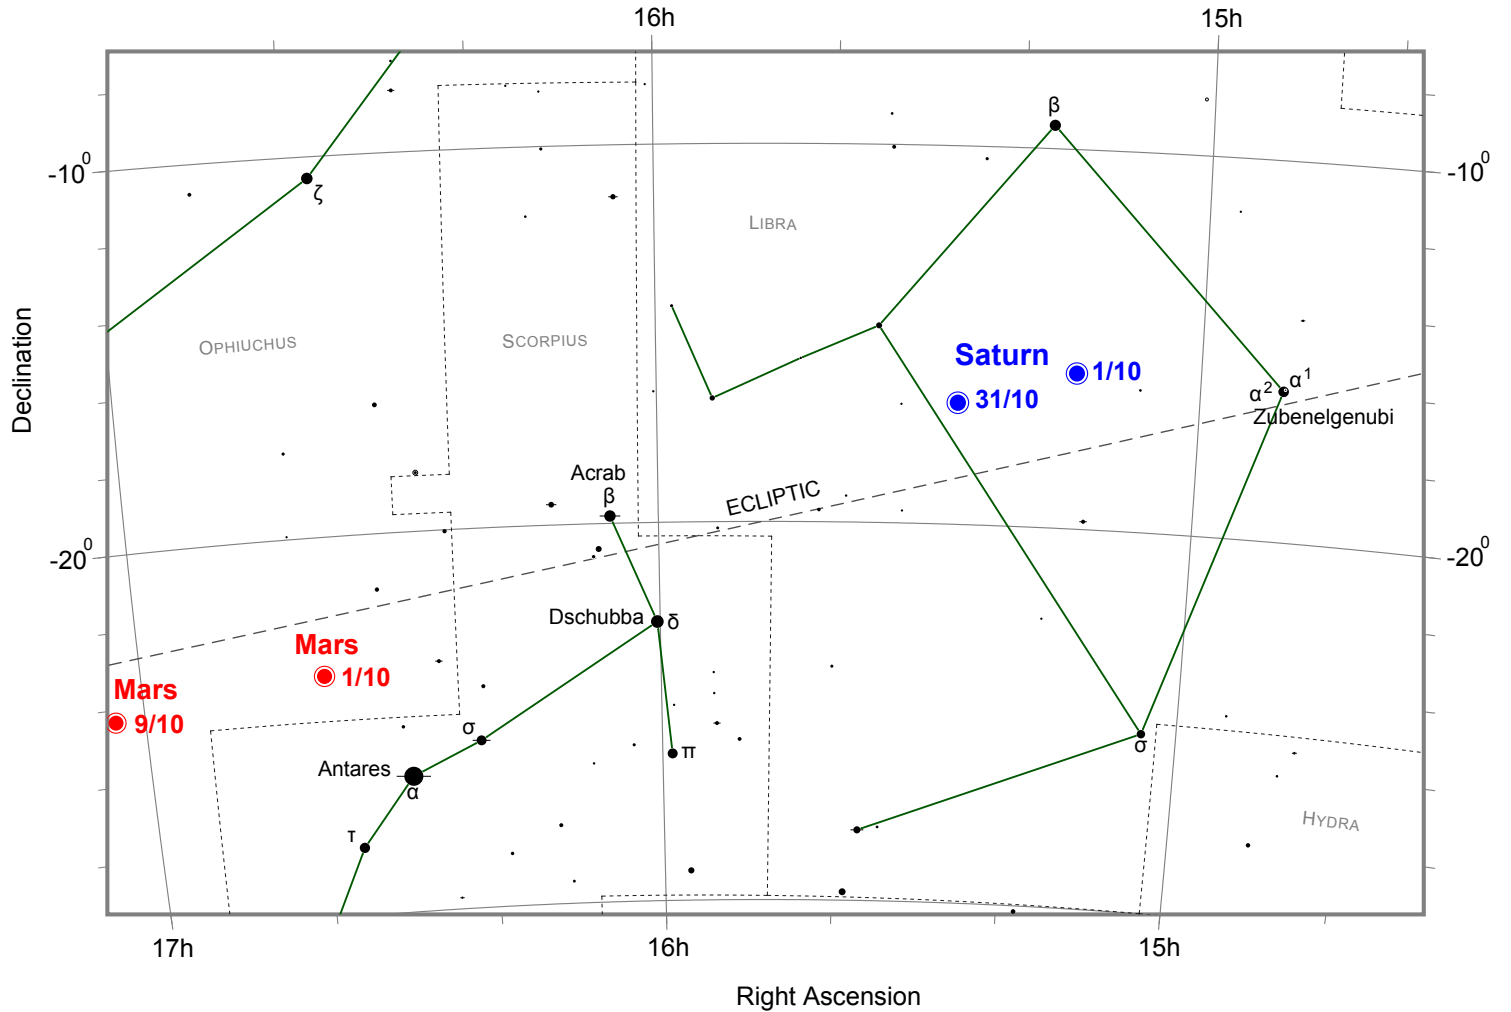 16h
15h
β
-10⁰
-10⁰
ζ
LIBRA
OPHIUCHUS
SCORPIUS
Saturn
1/10
31/10
α² α¹
Zubenelgenubi
Declination
Acrab
β
ECLIPTIC
-20⁰
-20⁰
Dschubba δ
Mars
1/10
Mars
9/10
σ
π
σ
Antares
α
τ
HYDRA
17h
16h
15h
Right Ascension